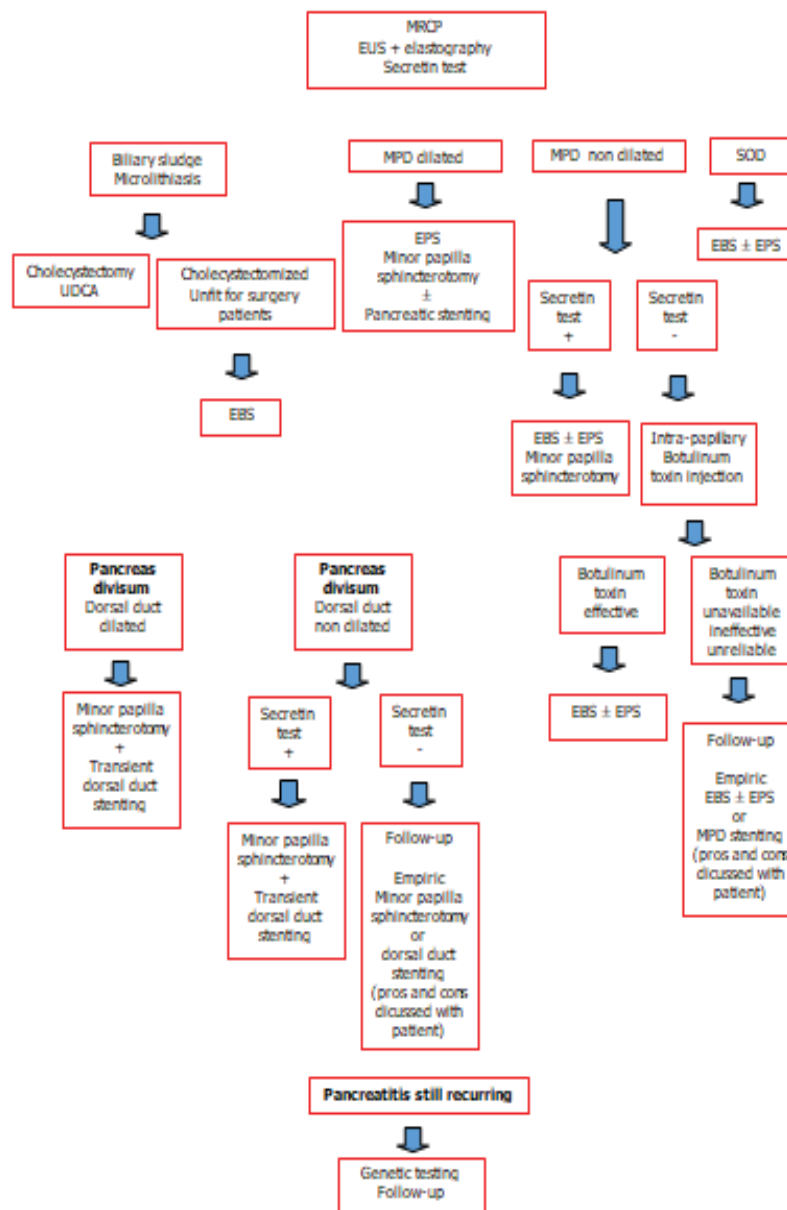 MRCP
EUS + elastography
Secretin test
Biliary sludge
Microlithiasis
MPD dilated
MPD non dilated
SOD
Cholecystectomy
UDCA
Cholecystectomized
Unfit for surgery
patients
EPS
Minor papilla
sphincterotomy
±
Pancreatic stenting
EBS ± EPS
Secretin
test
+
Secretin
test
-
EBS
EBS ± EPS
Minor papilla
sphincterotomy
Intra-papillary
Botulinum
toxin injection
Pancreas
divisum
Dorsal duct
dilated
Pancreas
divisum
Dorsal duct
non dilated
Botulinum
toxin
effective
Botulinum
toxin
unavailable
ineffective
unreliable
Minor papilla
sphincterotomy
+
Transient
dorsal duct
stenting
Secretin
test
+
Secretin
test
-
EBS ± EPS
Follow-up
Empiric
EBS ± EPS
or
MPD stenting
(pros and cons
dicussed with
patient)
Minor papilla
sphincterotomy
+
Transient
dorsal duct
stenting
Follow-up
Empiric
Minor papilla
sphincterotomy
or
dorsal duct
stenting
(pros and cons
dicussed with
patient)
Pancreatitis still recurring
Genetic testing
Follow-up